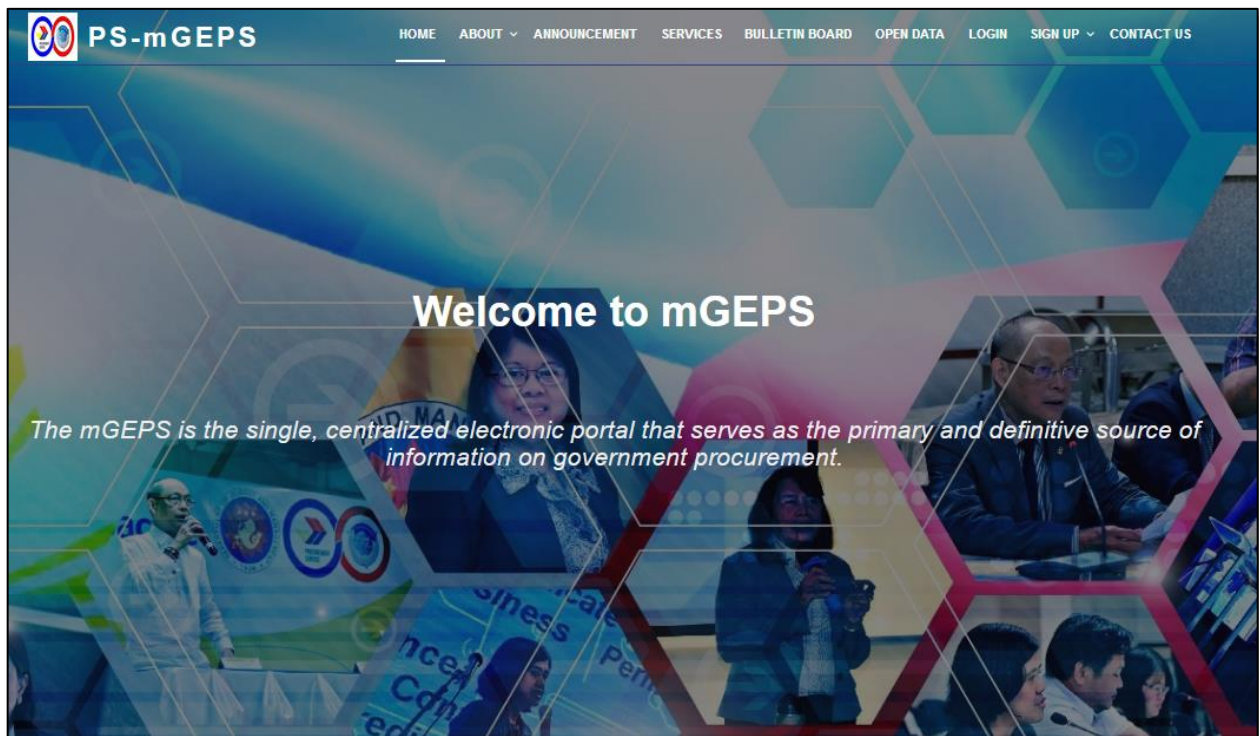 PS-mGEPS
HOME ABOUT ANNOUNCEMENT SERVICES BULLETIN BOARD OPEN DATA LOGIN SIGN UP CONTACT US
Welcome to mGEPS
The mGEPS is the single, centralized electronic portal that serves as the primary and definitive source of
information on government procurement.